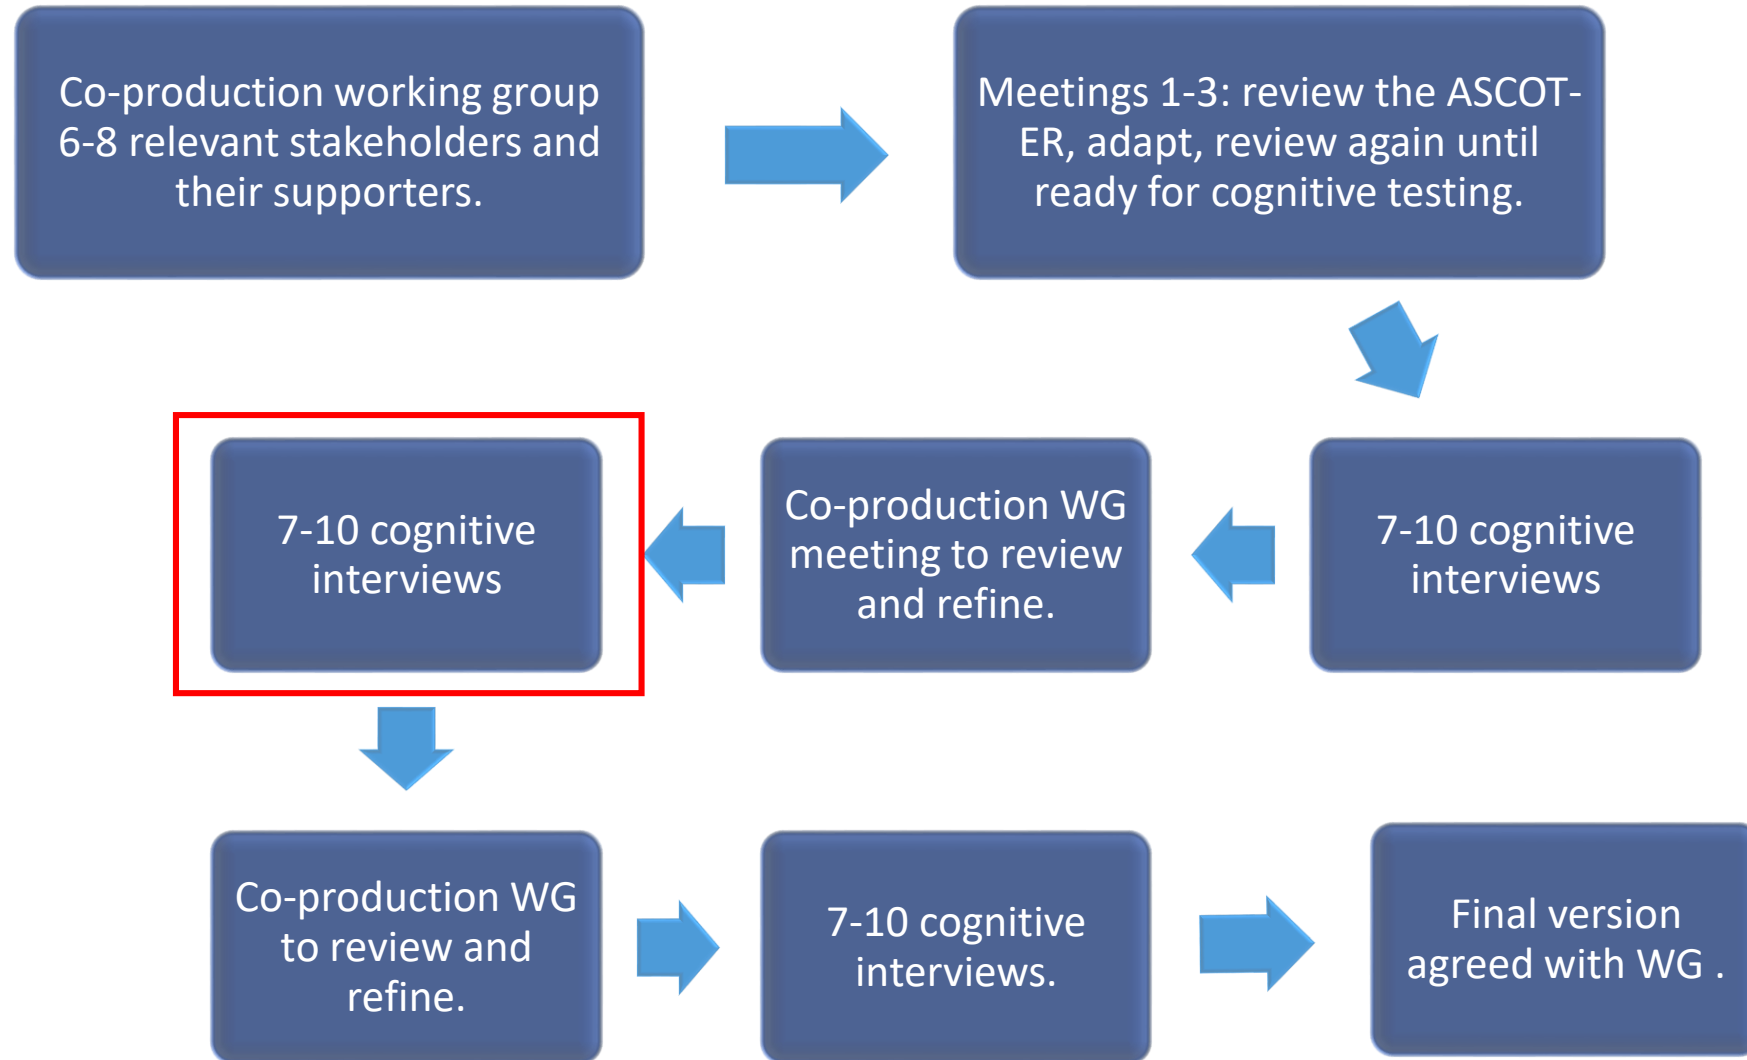 Co-production working group
6-8 relevant stakeholders and
their supporters.
Meetings 1-3: review the ASCOT-
ER, adapt, review again until
ready for cognitive testing.
7-10 cognitive
interviews
Co-production WG
meeting to review
and refine.
7-10 cognitive
interviews
Co-production WG
to review and
refine.
7-10 cognitive
interviews.
Final version
agreed with WG .